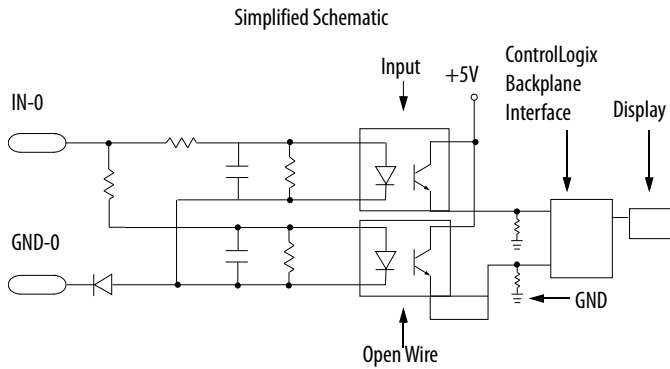 Simplified Schematic
ControlLogix
Backplane
Interface
Input
+5V
Display
IN-0
GND-0
GND
Open Wire